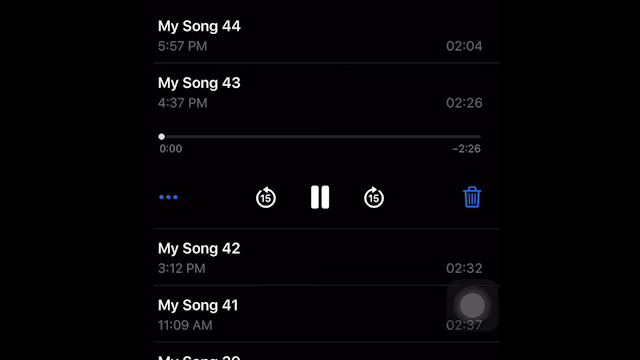 My Song 44
5:57 PM 02:04
My Song 43
4:37 PM 02:26
0:00 −2:26
15 15
My Song 42
3:12 PM 02:32
My Song 41
11:09 AM 02:37
My Song